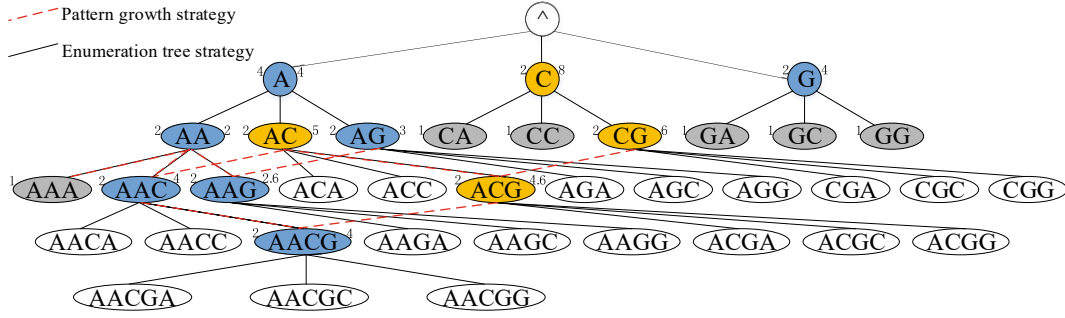 Pattern growth strategy
Enumeration tree strategy
^
4 A 4
2 C 8
2 G 4
2 AA 2
2 AC 5
2 AG 3
1 CA
1 CC
2 CG 6
1 GA
1 GC
1 GG
1 AAA
2 AAC 4
2 AAG 2.6
ACA
ACC
2 ACG 4.6
AGA
AGC
AGG
CGA
CGC
CGG
AACA
AACC
2 AACG 4
AAGA
AAGC
AAGG
ACGA
ACGC
ACGG
AACGA
AACGC
AACGG